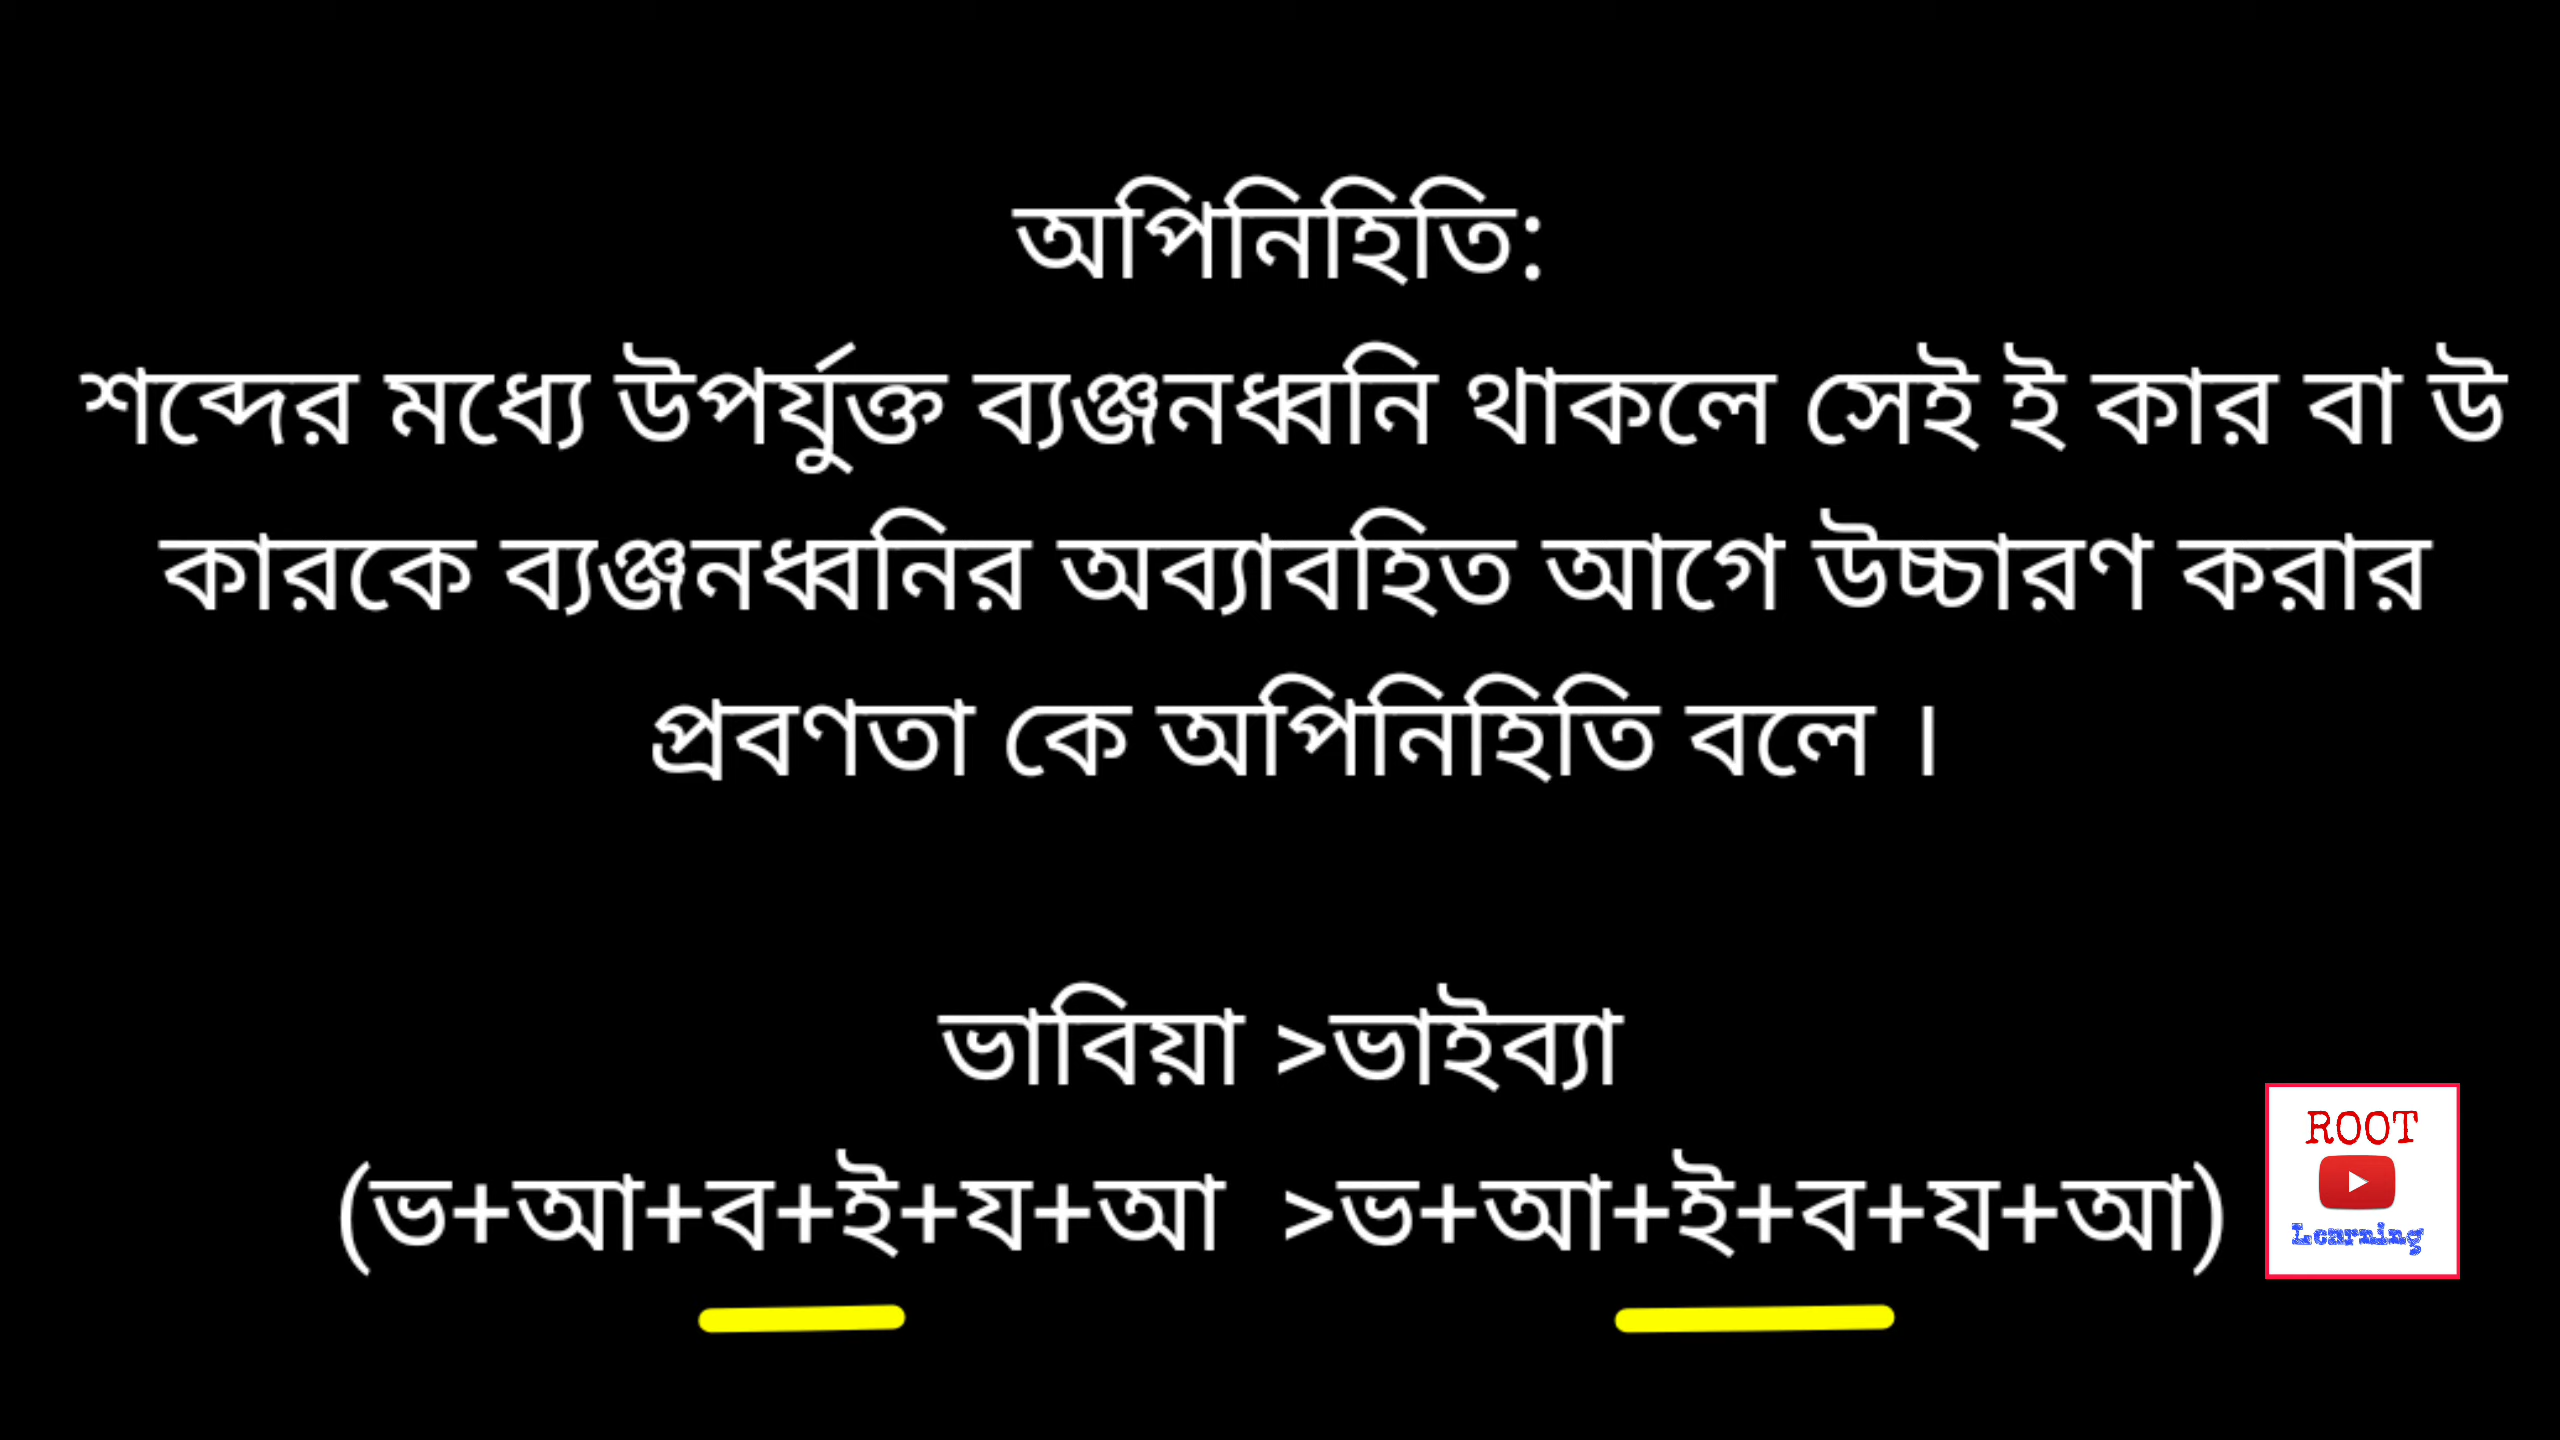 অপিনিহিতি:
শব্দের মধ্যে উপর্যুক্ত ব্যঞ্জনধ্বনি থাকলে সেই ই কার বা উ
কারকে ব্যঞ্জনধ্বনির অব্যাবহিত আগে উচ্চারণ করার
প্রবণতা কে অপিনিহিতি বলে ।
ভাবিয়া >ভাইব্যা
(ভ+আ+ব+ই+য+আ >ভ+আ+ই+ব+য+আ)
ROOT
Learning